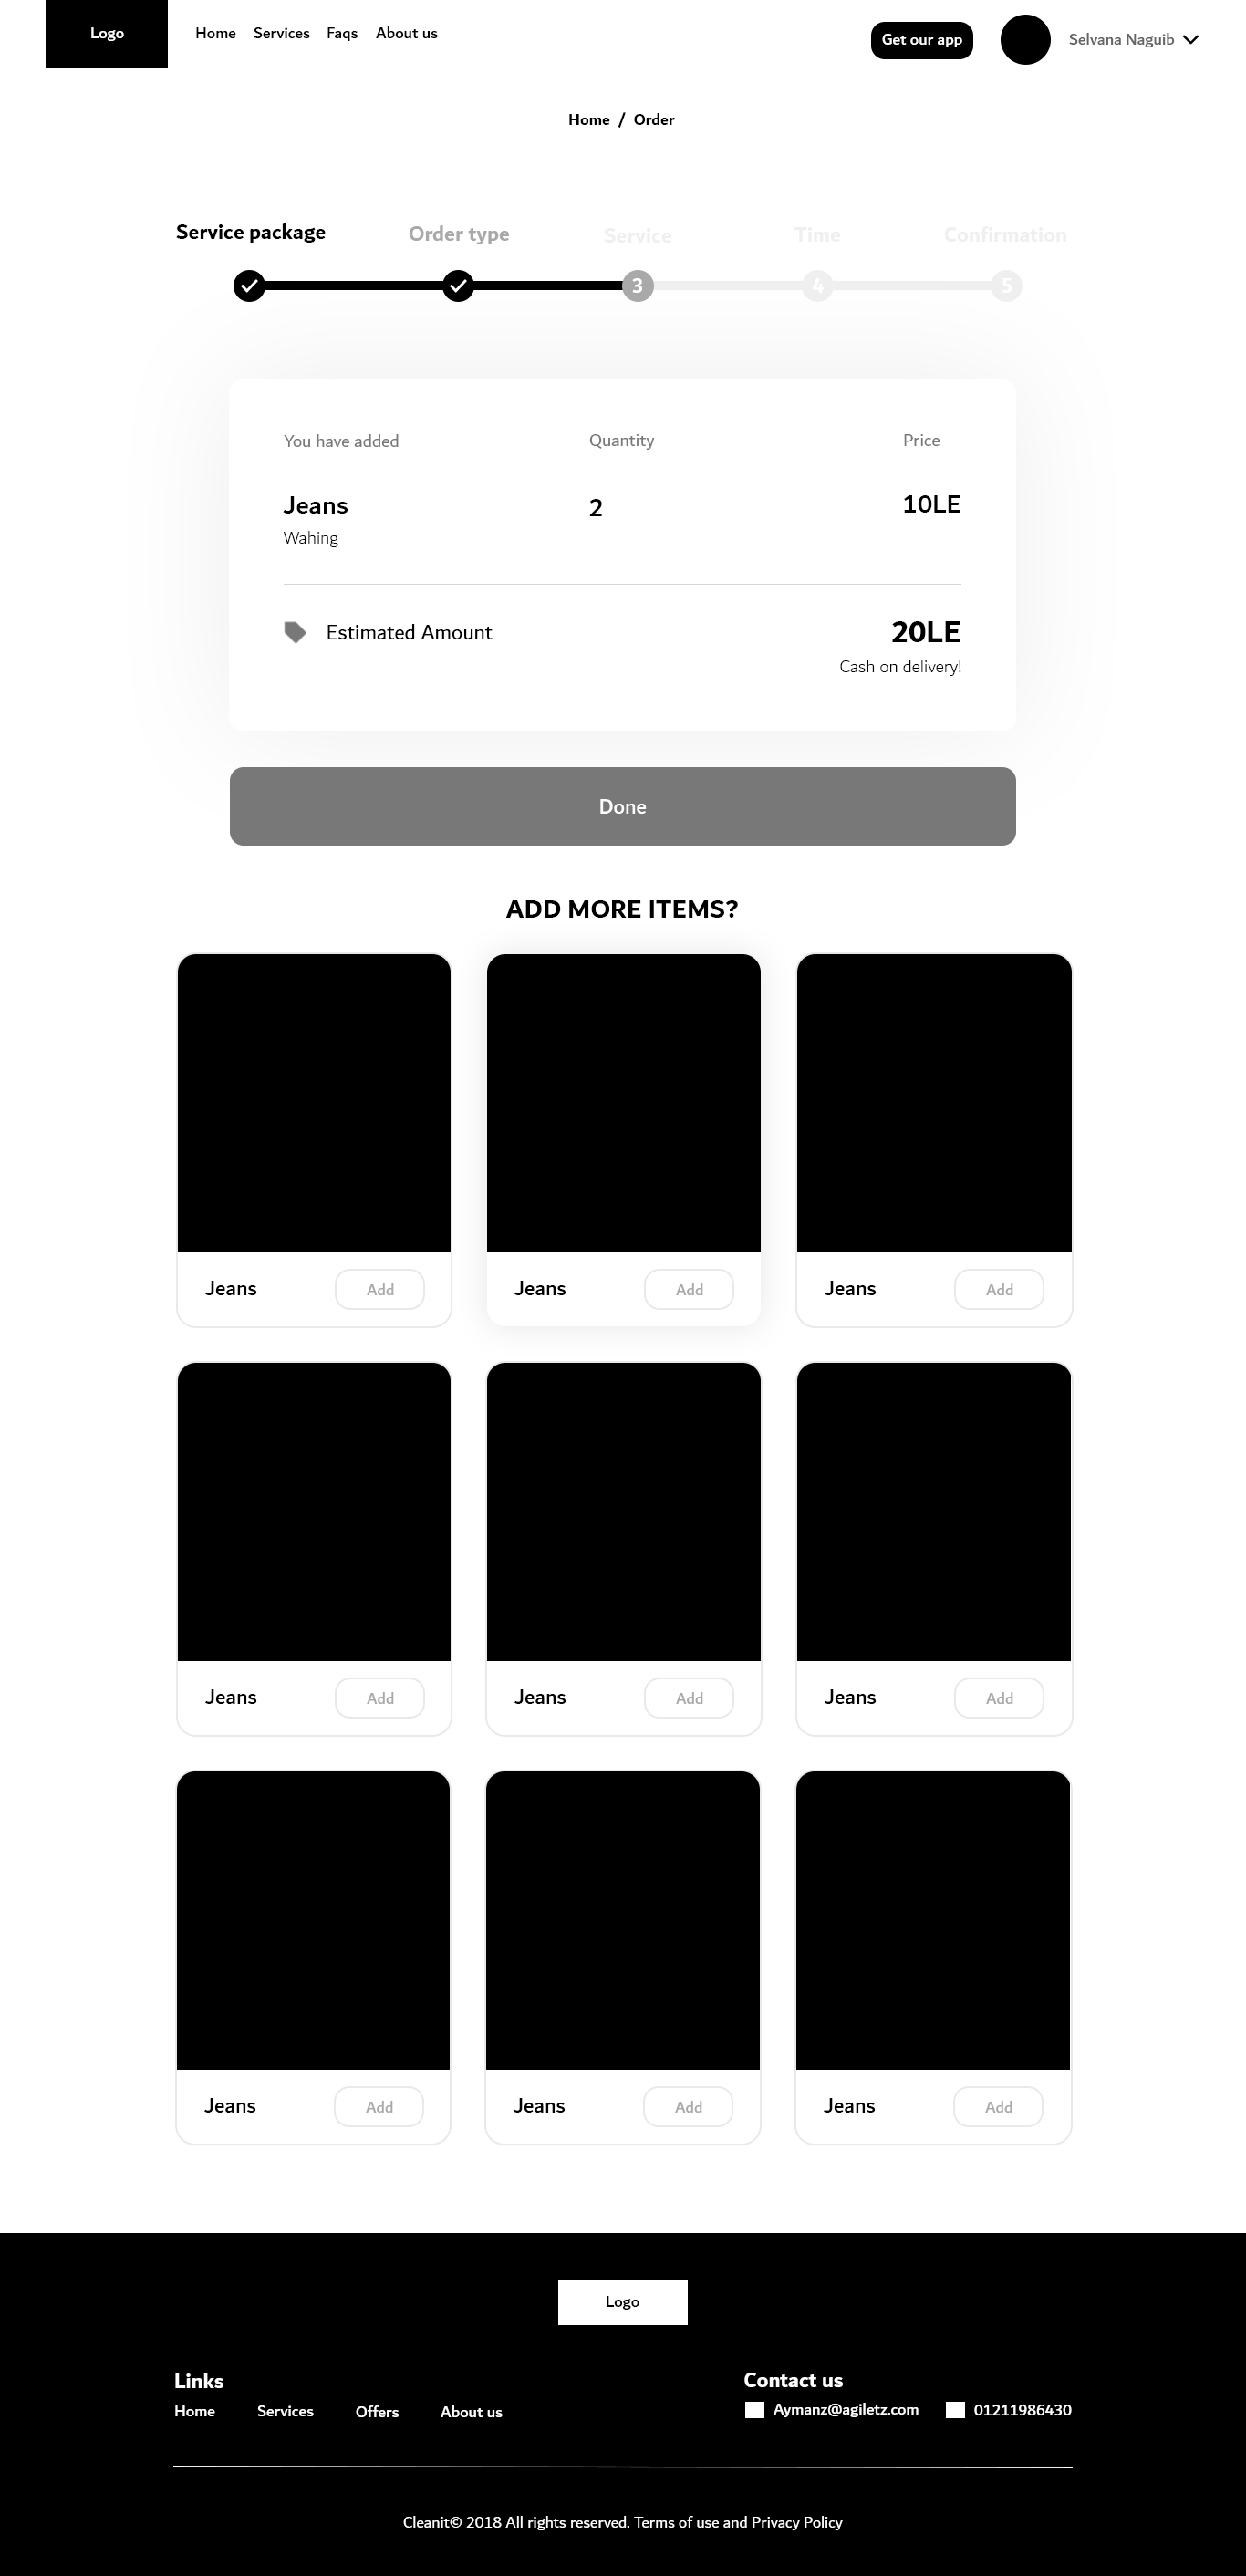 Logo
Home Services Faqs About us
Get our app
Selvana Naguib
Home / Order
Service package Order type Service Time Confirmation
3 4 5
You have added Quantity Price
Jeans 2 10LE
Wahing
Estimated Amount 20LE
Cash on delivery!
Done
ADD MORE ITEMS?
Jeans Add Jeans Add Jeans Add
Jeans Add Jeans Add Jeans Add
Jeans Add Jeans Add Jeans Add
Logo
Links
Home Services Offers About us
Contact us
Aymanz@agiletz.com 01211986430
Cleanit© 2018 All rights reserved. Terms of use and Privacy Policy